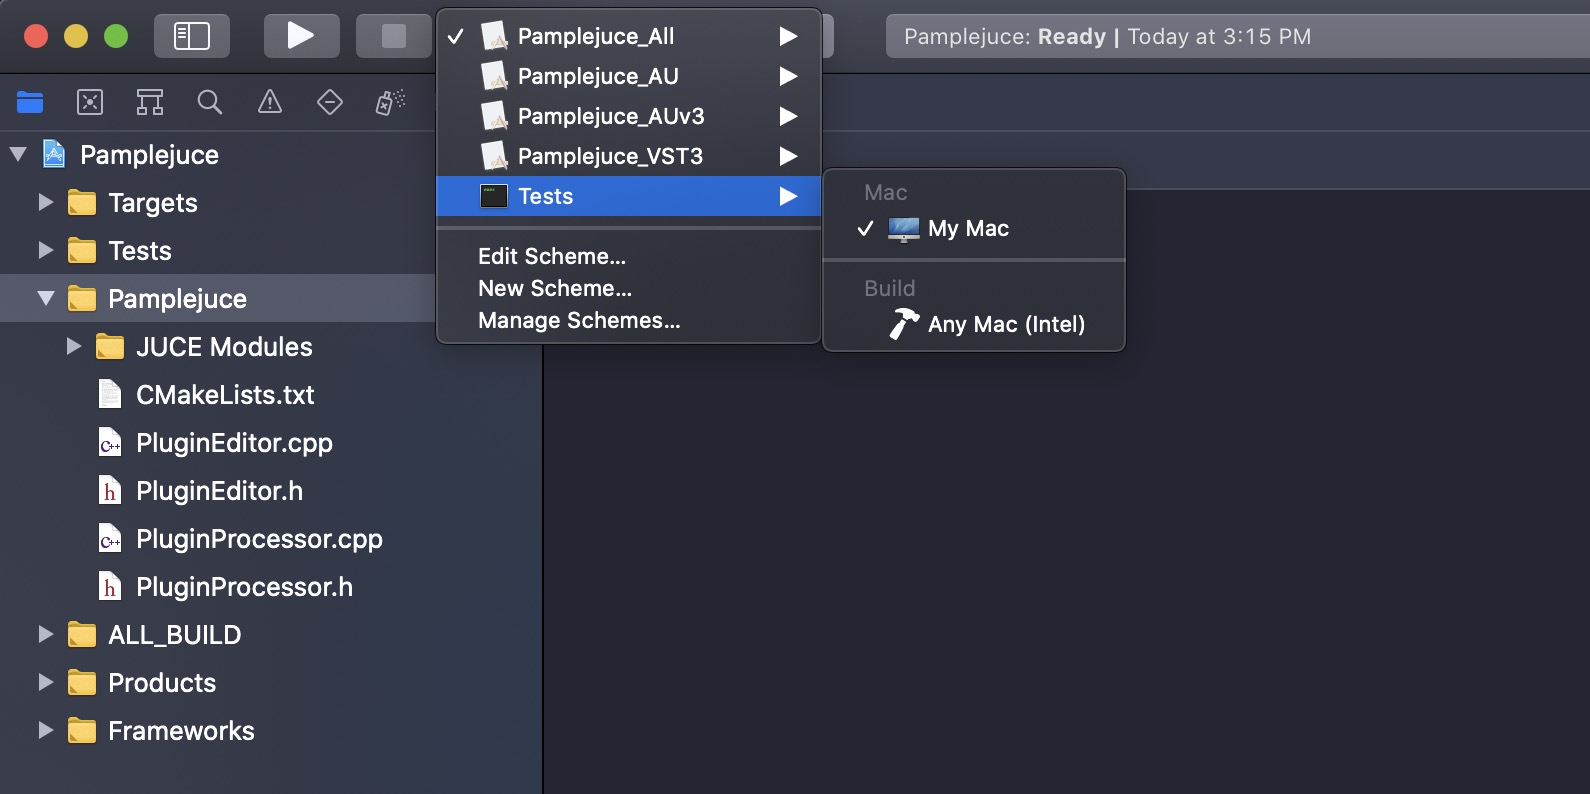 Pamplejuce: Ready | Today at 3:15 PM
Pamplejuce_All
Pamplejuce_AU
Pamplejuce_AUv3
Pamplejuce_VST3
Tests
Edit Scheme...
New Scheme...
Manage Schemes...
Mac
My Mac
Build
Any Mac (Intel)
Pamplejuce
Targets
Tests
Pamplejuce
JUCE Modules
CMakeLists.txt
PluginEditor.cpp
PluginEditor.h
PluginProcessor.cpp
PluginProcessor.h
ALL_BUILD
Products
Frameworks